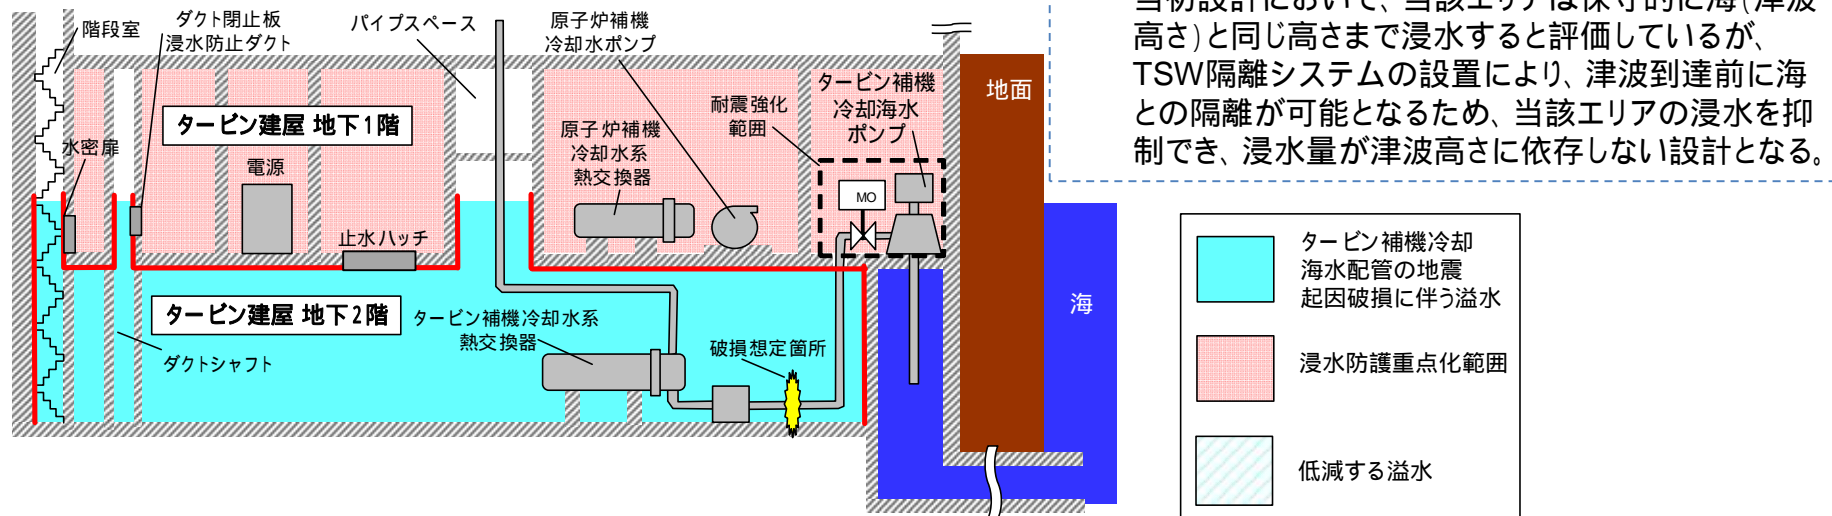 当初設計において、当該エリアは保守的に海(津波
高さ)と同じ高さまで浸水すると評価しているが、
TSW隔離システムの設置により、津波到達前に海
との隔離が可能となるため、当該エリアの浸水を抑
制でき、浸水量が津波高さに依存しない設計となる。
階段室
ダクト閉止板
浸水防止ダクト
パイプスペース
原子炉補機
冷却水ポンプ
タービン建屋 地下1階
水密扉
電源
止水ハッチ
原子炉補機
冷却水系
熱交換器
耐震強化
範囲
タービン補機
冷却海水
ポンプ
MO
地面
海
タービン建屋 地下2階
ダクトシャフト
タービン補機冷却水系
熱交換器
破損想定箇所
タービン補機冷却
海水配管の地震
起因破損に伴う溢水
浸水防護重点化範囲
低減する溢水